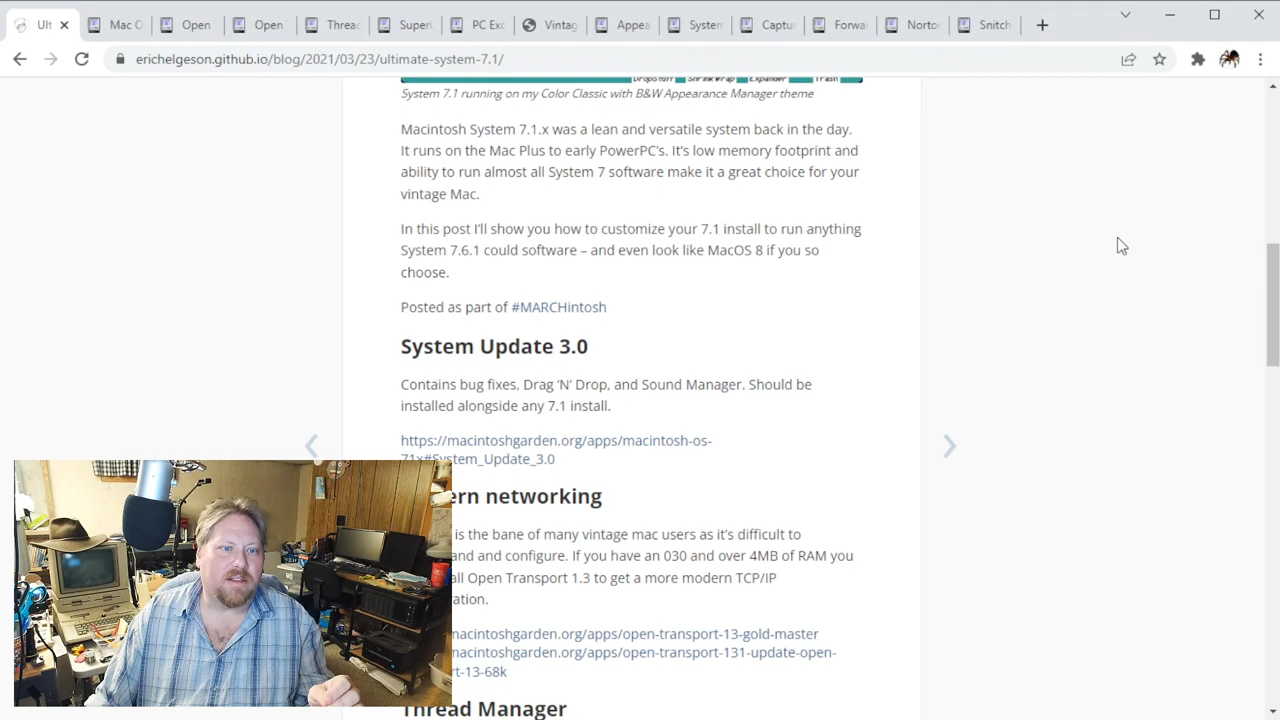 Ult
Mac O
Open
Open
Threa
Super
PC Exc
Vintag
Appea
System
Captu
Forwa
Norton
Snitch
erichelgeson.github.io/blog/2021/03/23/ultimate-system-7.1/
DropStuff ShrinkWrap Expander Trash
System 7.1 running on my Color Classic with B&W Appearance Manager theme
Macintosh System 7.1.x was a lean and versatile system back in the day.
It runs on the Mac Plus to early PowerPC's. It's low memory footprint and
ability to run almost all System 7 software make it a great choice for your
vintage Mac.
In this post I'll show you how to customize your 7.1 install to run anything
System 7.6.1 could software – and even look like MacOS 8 if you so
choose.
Posted as part of #MARCHintosh
System Update 3.0
Contains bug fixes, Drag 'N' Drop, and Sound Manager. Should be
installed alongside any 7.1 install.
https://macintoshgarden.org/apps/macintosh-os-
71x#System_Update_3.0
ern networking
is the bane of many vintage mac users as it's difficult to
and and configure. If you have an 030 and over 4MB of RAM you
all Open Transport 1.3 to get a more modern TCP/IP
ation.
macintoshgarden.org/apps/open-transport-13-gold-master
macintoshgarden.org/apps/open-transport-131-update-open-
rt-13-68k
Thread Manager